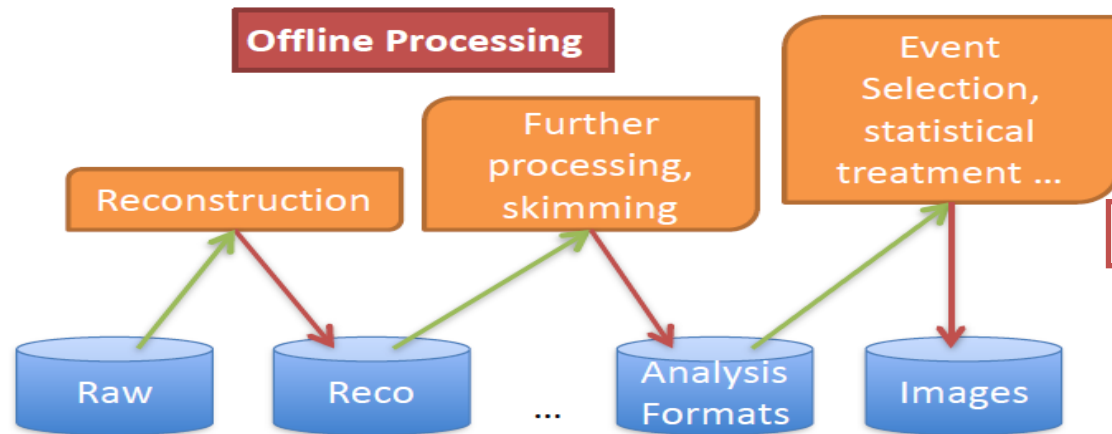 Offline Processing
Event
Selection,
statistical
treatment ...
Further
processing,
skimming
Reconstruction
Raw
Reco
...
Analysis
Formats
Images